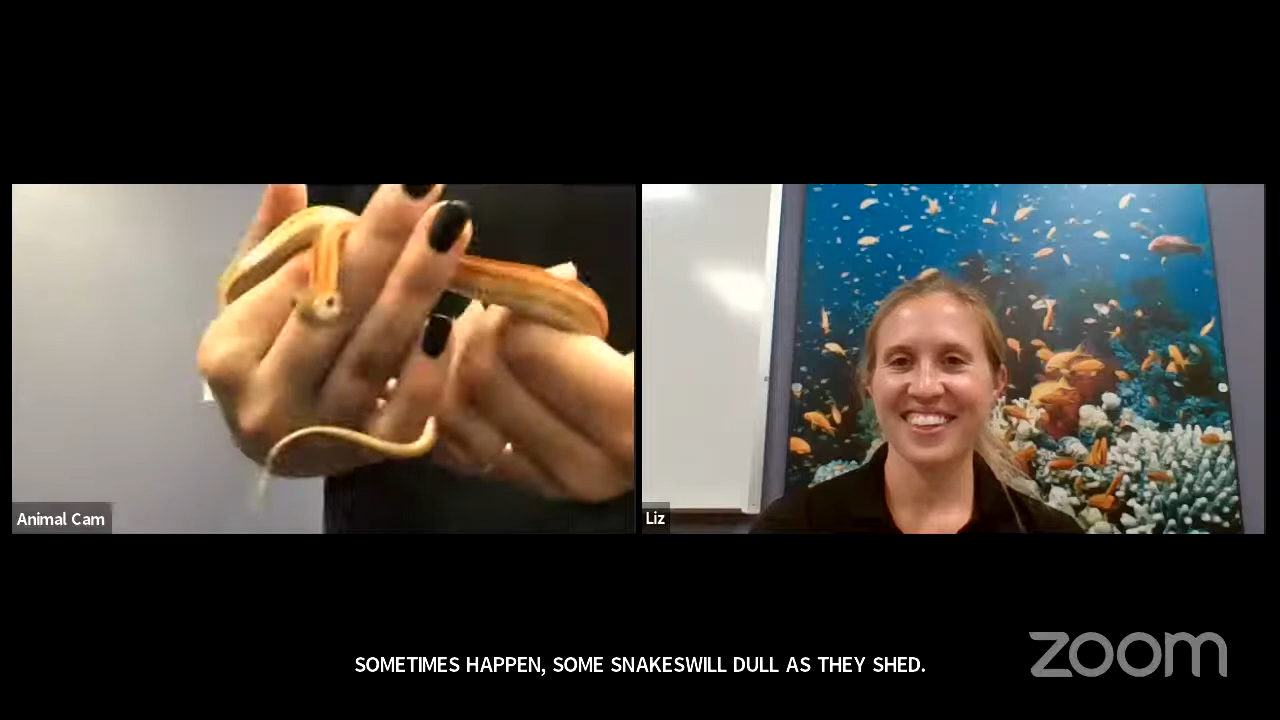 Animal Cam
Liz
SOMETIMES HAPPEN, SOME SNAKESWILL DULL AS THEY SHED.
zoom